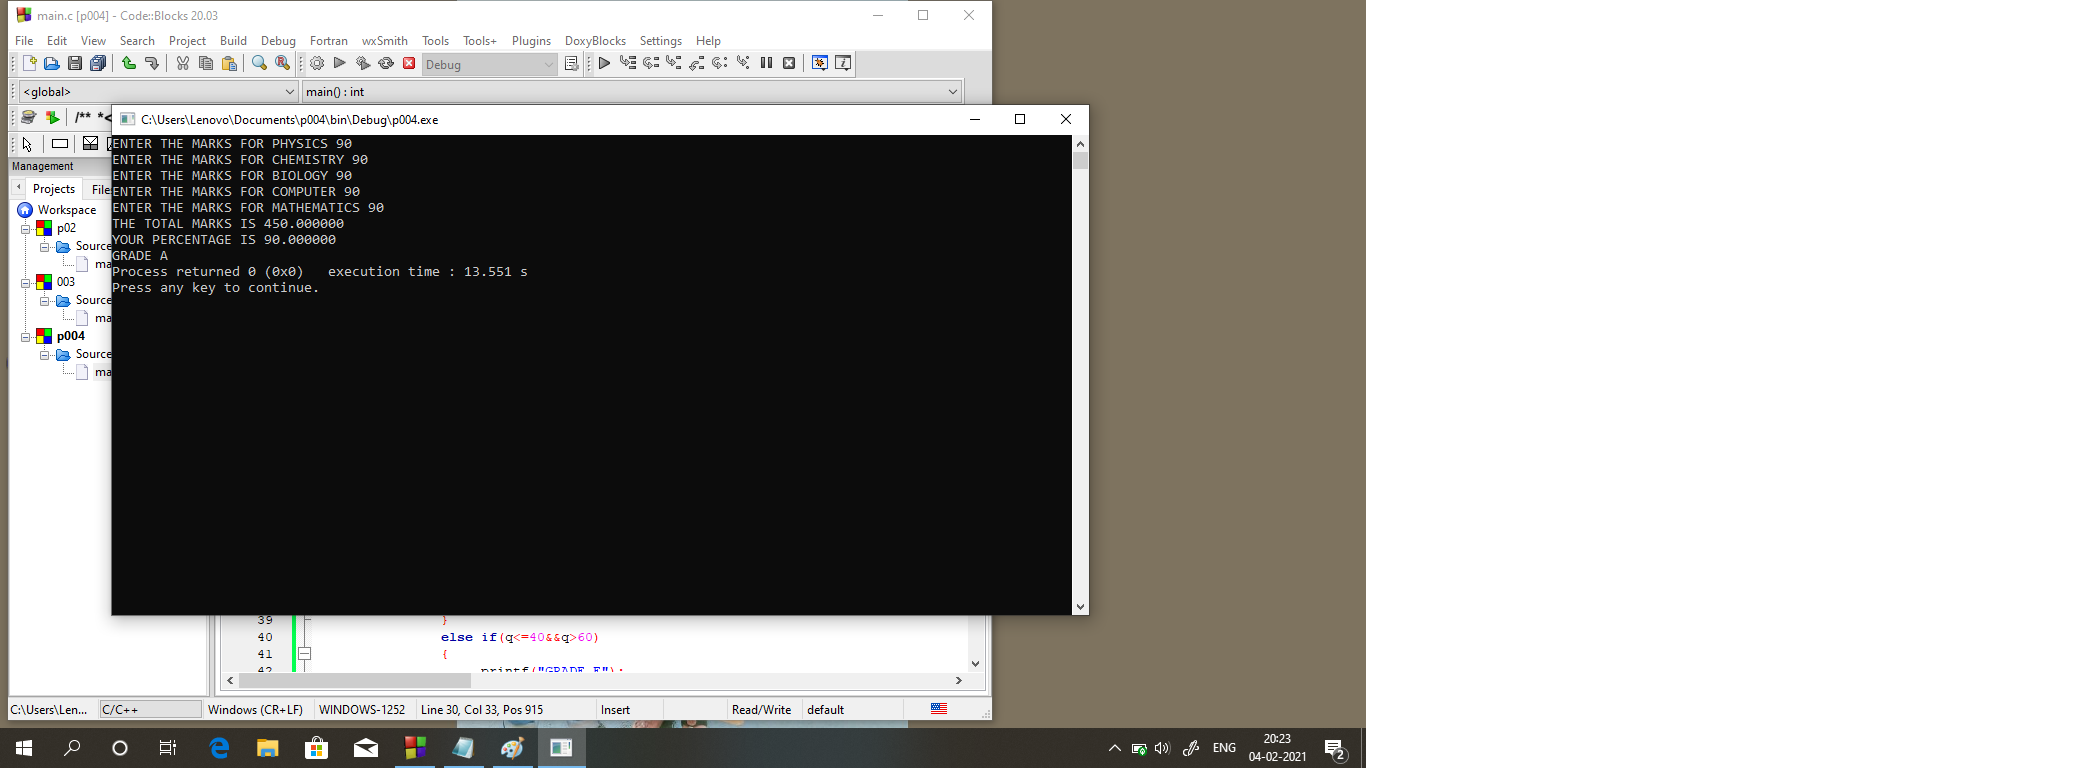 main.c [p004] - Code::Blocks 20.03
File Edit View Search Project Build Debug Fortran wxSmith Tools Tools+ Plugins DoxyBlocks Settings Help
Debug
<global> main() : int
/** *<
C:\Users\Lenovo\Documents\p004\bin\Debug\p004.exe
ENTER THE MARKS FOR PHYSICS 90
ENTER THE MARKS FOR CHEMISTRY 90
ENTER THE MARKS FOR BIOLOGY 90
ENTER THE MARKS FOR COMPUTER 90
ENTER THE MARKS FOR MATHEMATICS 90
THE TOTAL MARKS IS 450.000000
YOUR PERCENTAGE IS 90.000000
GRADE A
Process returned 0 (0x0)   execution time : 13.551 s
Press any key to continue.
Management
Projects Files
Workspace
p02
Source
ma
003
Source
ma
p004
Source
ma
39 }
40 else if(q<=40&&q>60)
41 {
42 printf("GRADE E");
C:\Users\Len... C/C++ Windows (CR+LF) WINDOWS-1252 Line 30, Col 33, Pos 915 Insert Read/Write default
ENG
20:23
04-02-2021
2